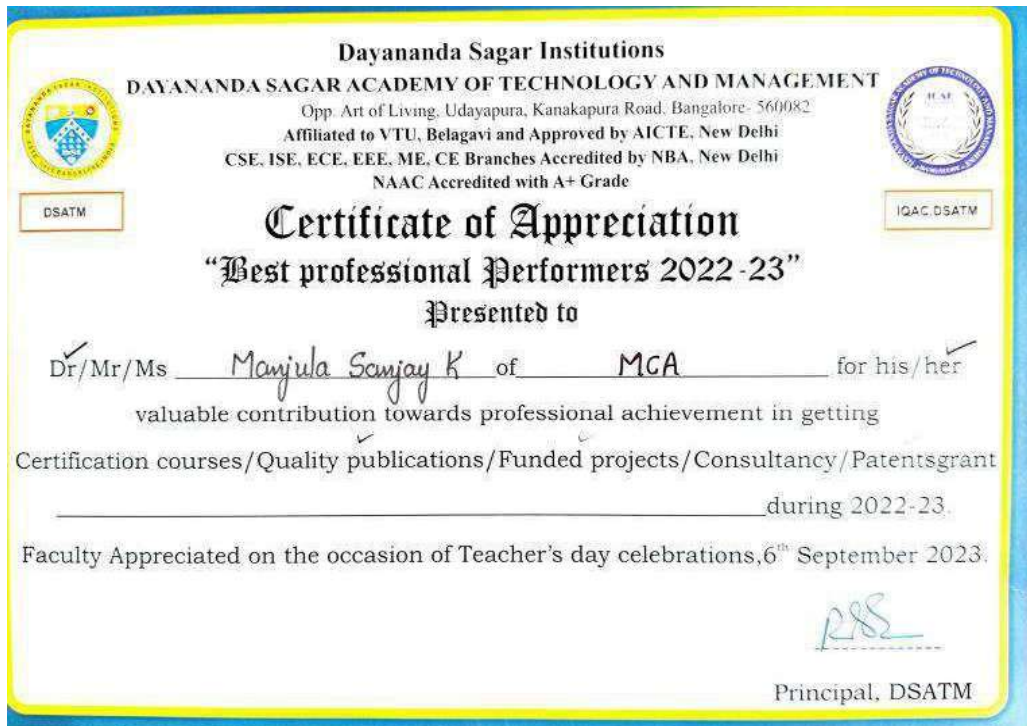 Dayananda Sagar Institutions
DAYANANDA SAGAR ACADEMY OF TECHNOLOGY AND MANAGEMENT
Opp. Art of Living, Udayapura, Kanakapura Road, Bangalore- 560082
Affiliated to VTU, Belagavi and Approved by AICTE, New Delhi
CSE, ISE, ECE, EEE, ME, CE Branches Accredited by NBA, New Delhi
NAAC Accredited with A+ Grade
DSATM
IQAC.DSATM
Certificate of Appreciation
“Best professional Performers 2022-23”
Presented to
Dr/Mr/Ms Manjula Sanjay K of MCA for his/her
valuable contribution towards professional achievement in getting
Certification courses/Quality publications/Funded projects/Consultancy/Patentsgrant
during 2022-23.
Faculty Appreciated on the occasion of Teacher's day celebrations,6th September 2023.
Principal, DSATM